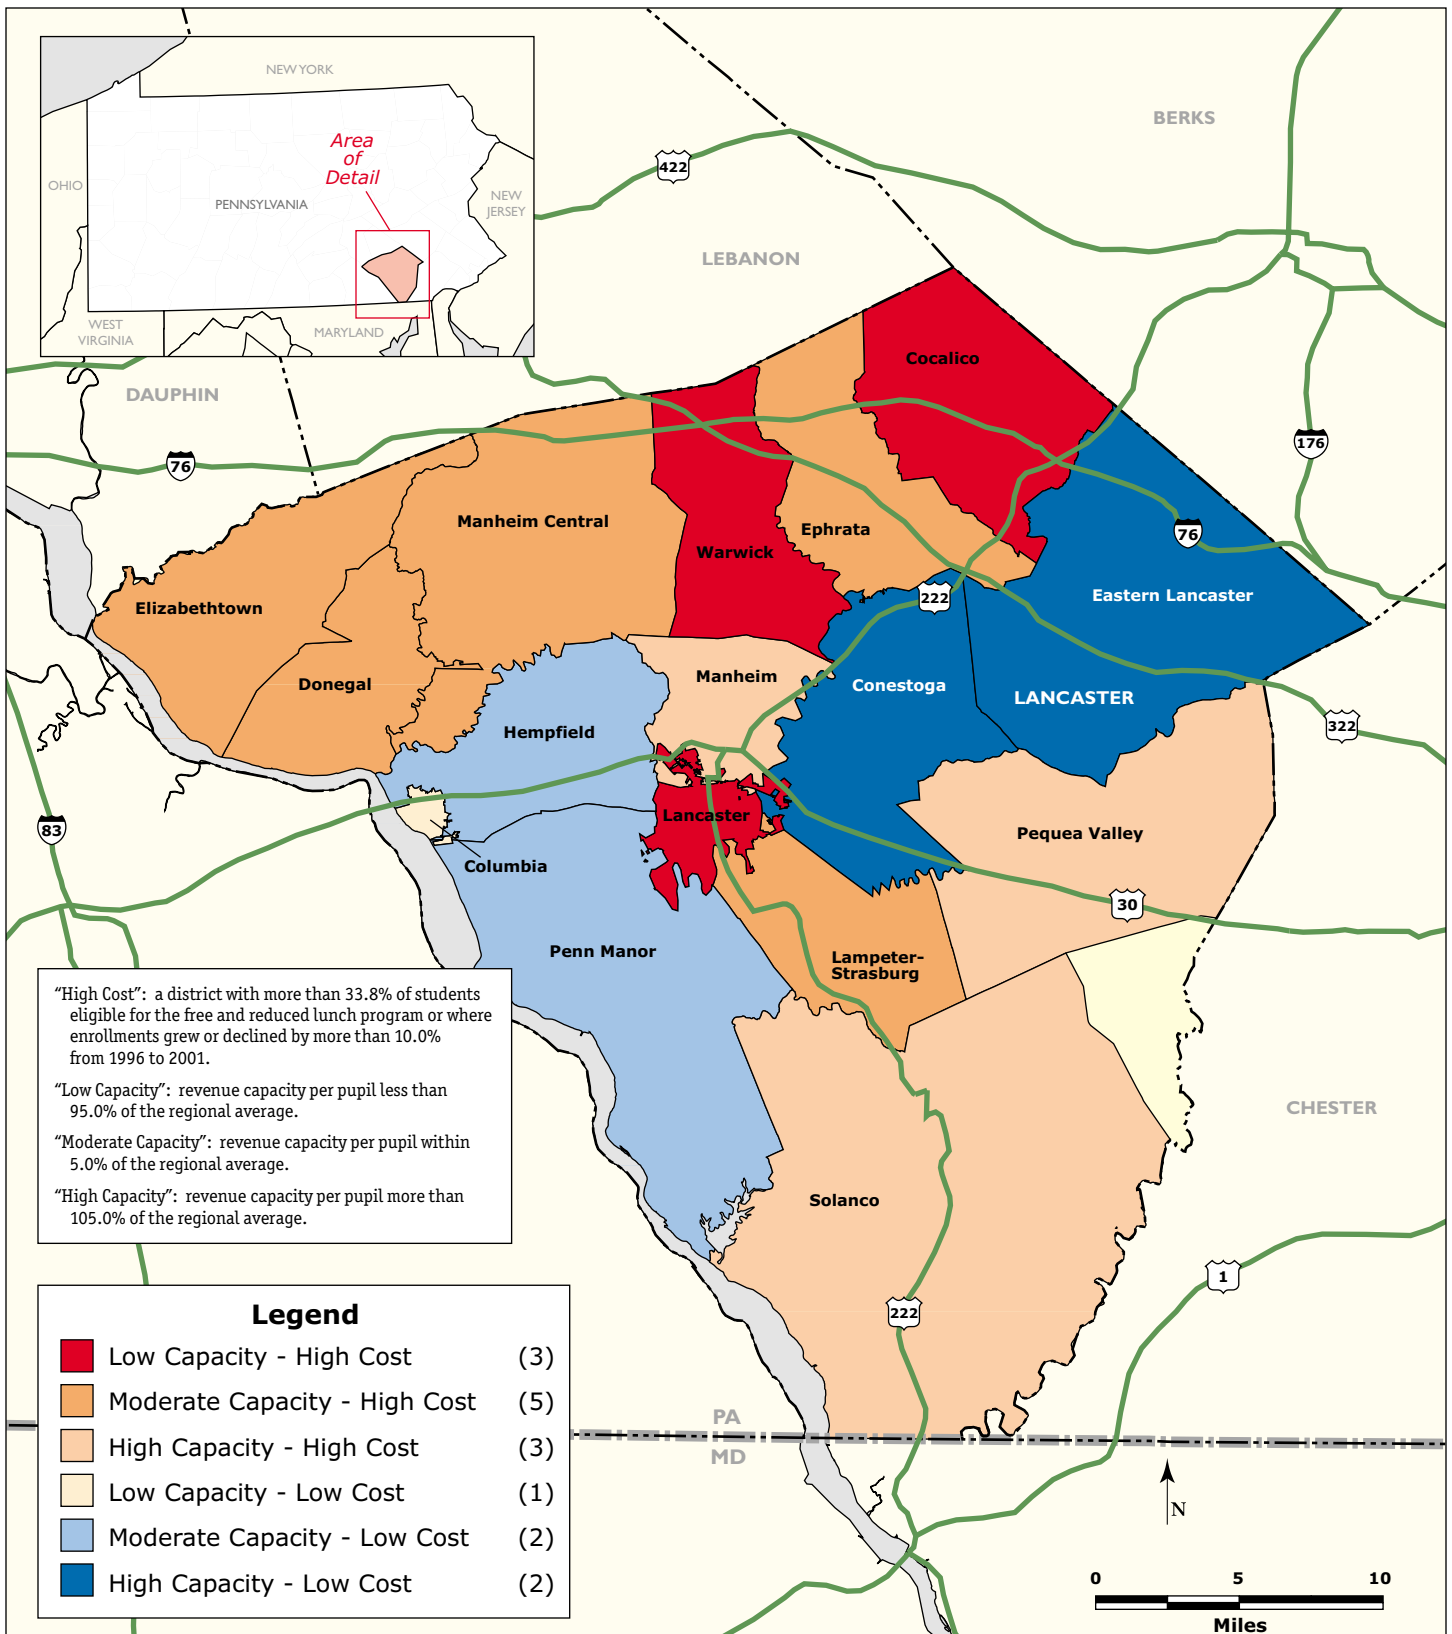 NEW YORK
BERKS
Area
of
Detail
422
OHIO
PENNSYLVANIA
NEW
JERSEY
LEBANON
WEST
VIRGINIA
MARYLAND
Cocalico
DAUPHIN
176
76
Manheim Central
Ephrata
76
Warwick
222
Eastern Lancaster
Elizabethtown
Manheim
Donegal
Conestoga
LANCASTER
Hempfield
322
Lancaster
83
Pequea Valley
Columbia
30
Penn Manor
Lampeter-
Strasburg
“High Cost”: a district with more than 33.8% of students
eligible for the free and reduced lunch program or where
enrollments grew or declined by more than 10.0%
from 1996 to 2001.
“Low Capacity”: revenue capacity per pupil less than
95.0% of the regional average.
“Moderate Capacity”: revenue capacity per pupil within
5.0% of the regional average.
“High Capacity”: revenue capacity per pupil more than
105.0% of the regional average.
CHESTER
Solanco
1
222
Legend
Low Capacity - High Cost (3)
Moderate Capacity - High Cost (5)
High Capacity - High Cost (3)
Low Capacity - Low Cost (1)
Moderate Capacity - Low Cost (2)
High Capacity - Low Cost (2)
PA
MD
N
0 5 10
Miles